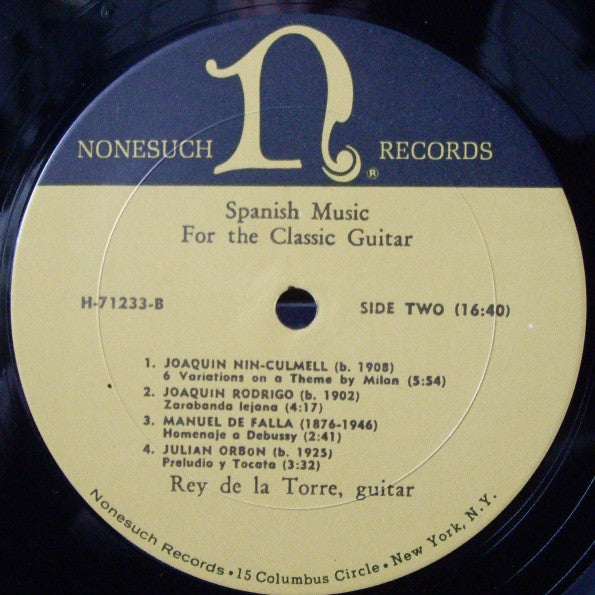 n
NONESUCH RECORDS
®
Spanish Music
For the Classic Guitar
H-71233-B SIDE TWO (16:40)
1. JOAQUIN NIN-CULMELL (b. 1908)
6 Variations on a Theme by Milan (5:54)
2. JOAQUIN RODRIGO (b. 1902)
Zarabanda lejana (4:17)
3. MANUEL DE FALLA (1876-1946)
Homenaje a Debussy (2:41)
4. JULIAN ORBON (b. 1925)
Preludio y Tocata (3:32)
Rey de la Torre, guitar
Nonesuch Records • 15 Columbus Circle • New York, N.Y.